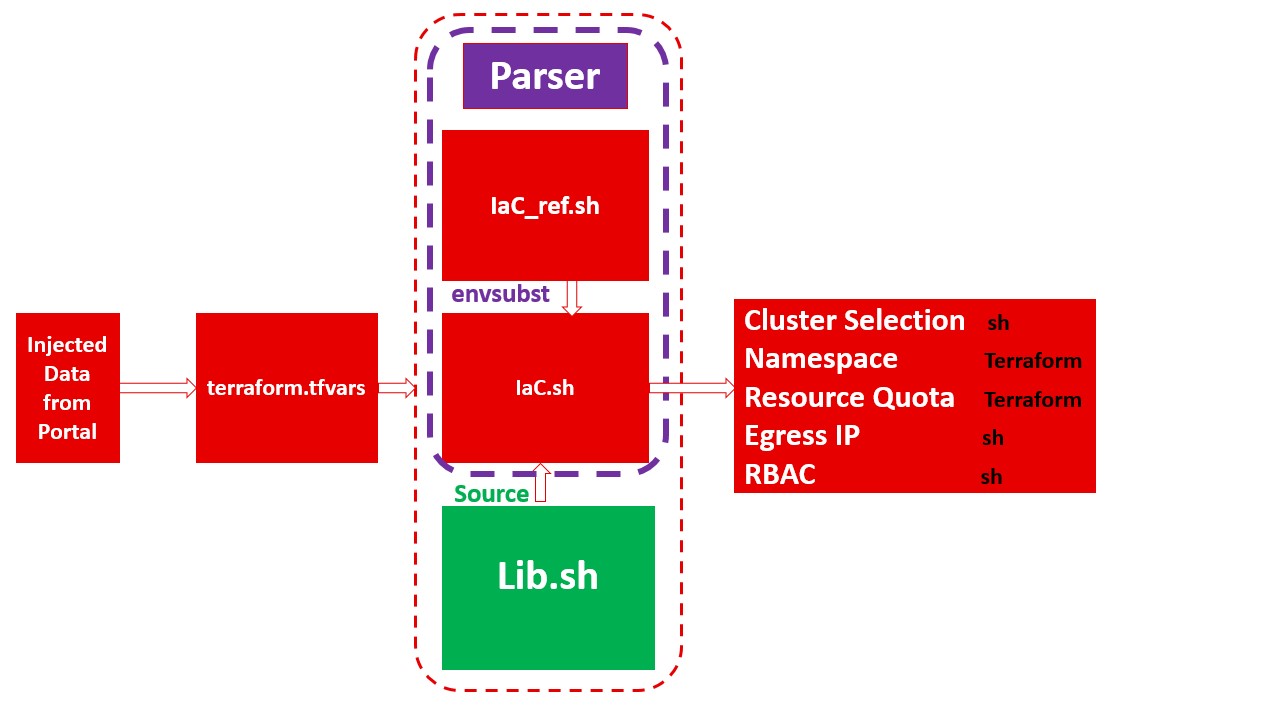 Parser
IaC_ref.sh
envsubst
Injected
Data
from
Portal
terraform.tfvars
IaC.sh
Cluster Selection sh
Namespace Terraform
Resource Quota Terraform
Egress IP sh
RBAC sh
Source
Lib.sh